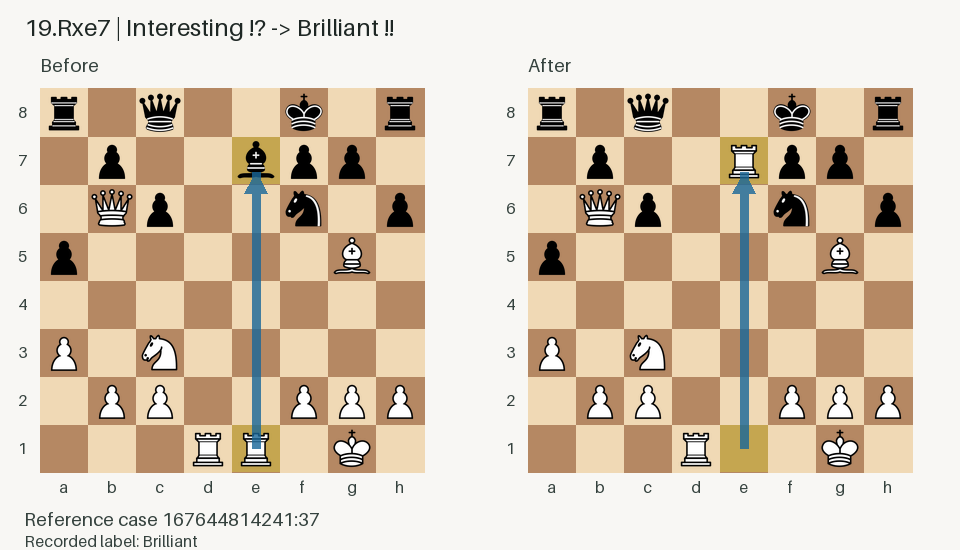 19.Rxe7 | Interesting !? -> Brilliant !!
Before
After
8
7
6
5
4
3
2
1
a b c d e f g h
8
7
6
5
4
3
2
1
a b c d e f g h
Reference case 167644814241:37
Recorded label: Brilliant